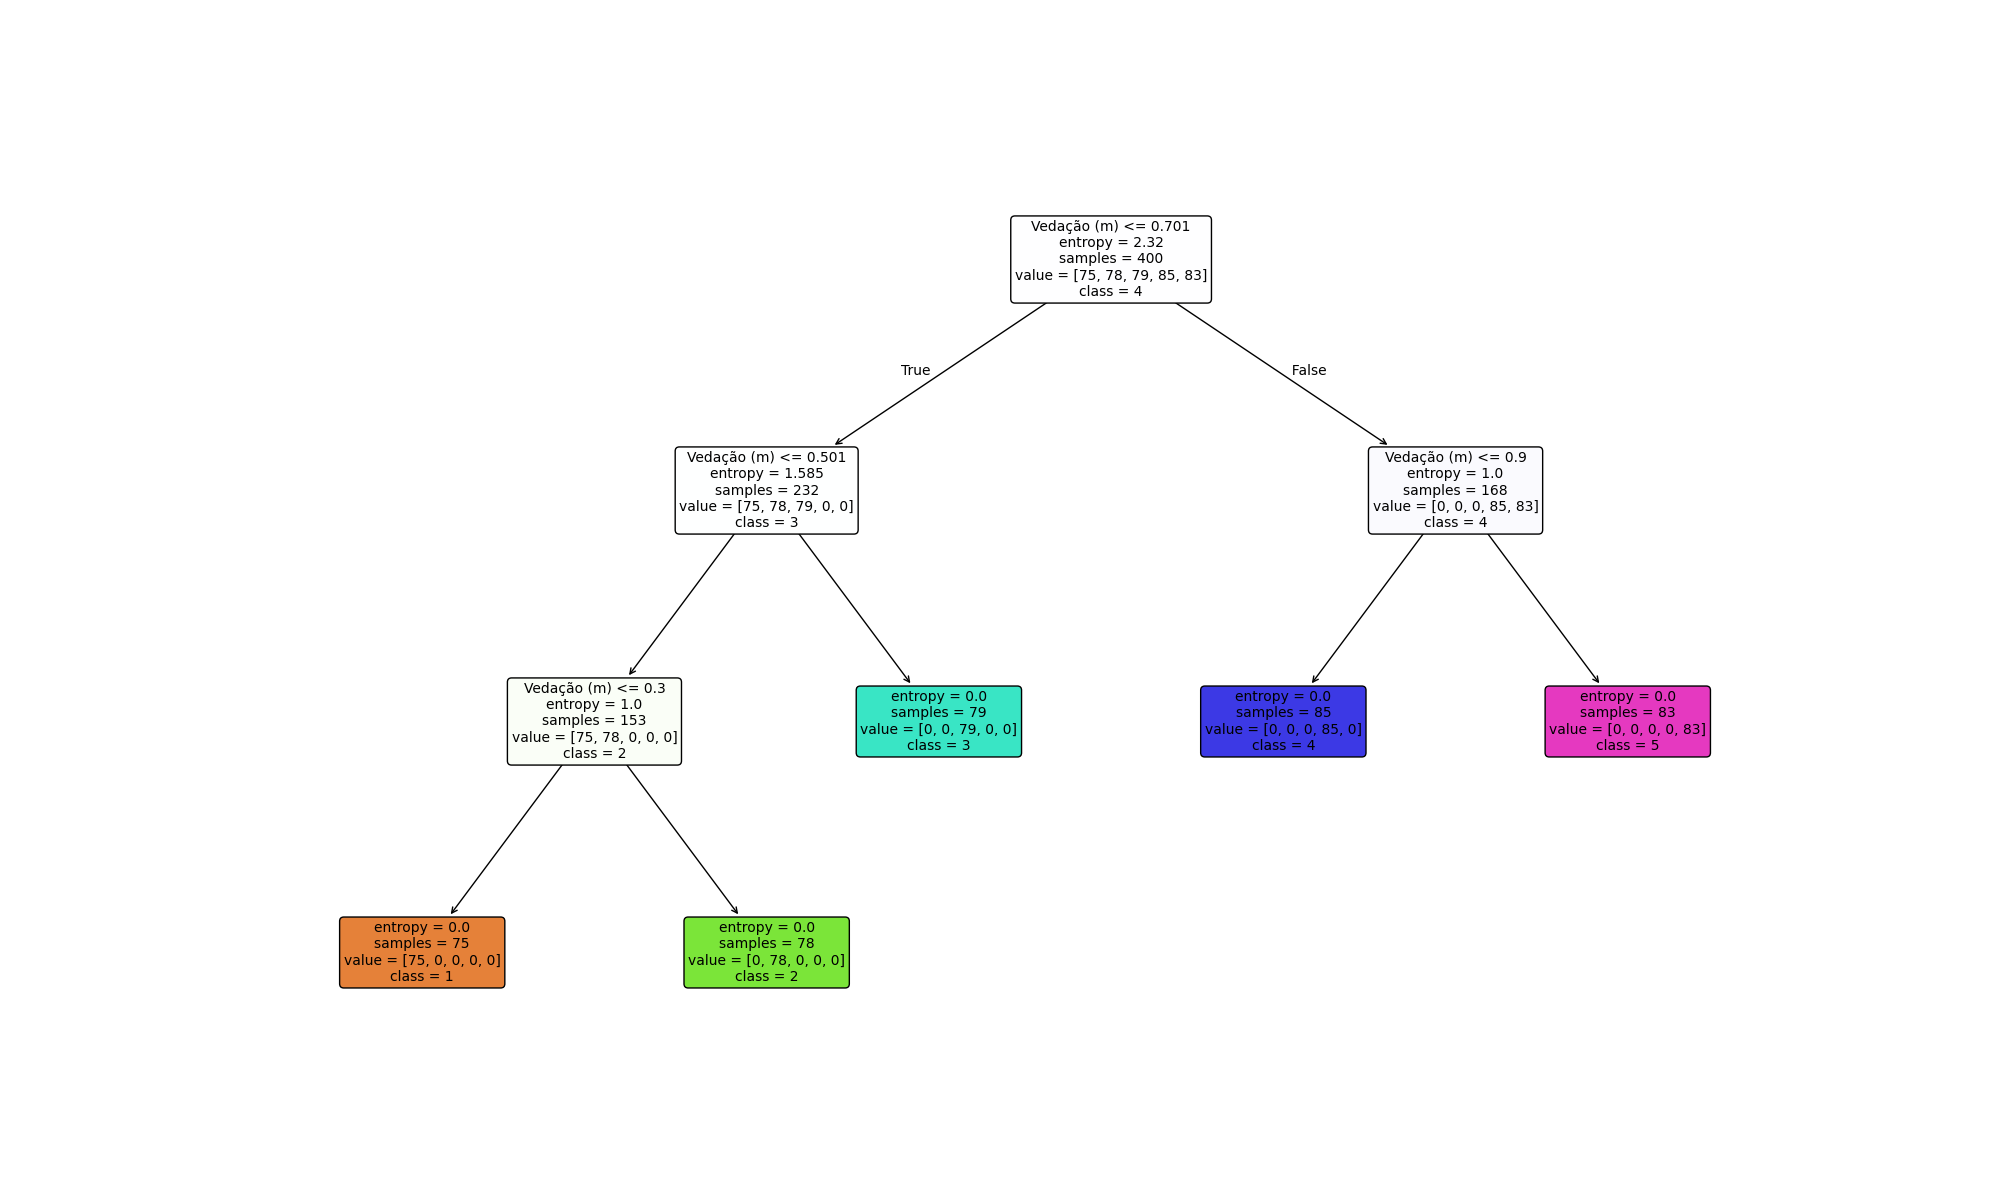 Vedação (m) <= 0.701
entropy = 2.32
samples = 400
value = [75, 78, 79, 85, 83]
class = 4
True
False
Vedação (m) <= 0.501
entropy = 1.585
samples = 232
value = [75, 78, 79, 0, 0]
class = 3
Vedação (m) <= 0.9
entropy = 1.0
samples = 168
value = [0, 0, 0, 85, 83]
class = 4
Vedação (m) <= 0.3
entropy = 1.0
samples = 153
value = [75, 78, 0, 0, 0]
class = 2
entropy = 0.0
samples = 79
value = [0, 0, 79, 0, 0]
class = 3
entropy = 0.0
samples = 85
value = [0, 0, 0, 85, 0]
class = 4
entropy = 0.0
samples = 83
value = [0, 0, 0, 0, 83]
class = 5
entropy = 0.0
samples = 75
value = [75, 0, 0, 0, 0]
class = 1
entropy = 0.0
samples = 78
value = [0, 78, 0, 0, 0]
class = 2